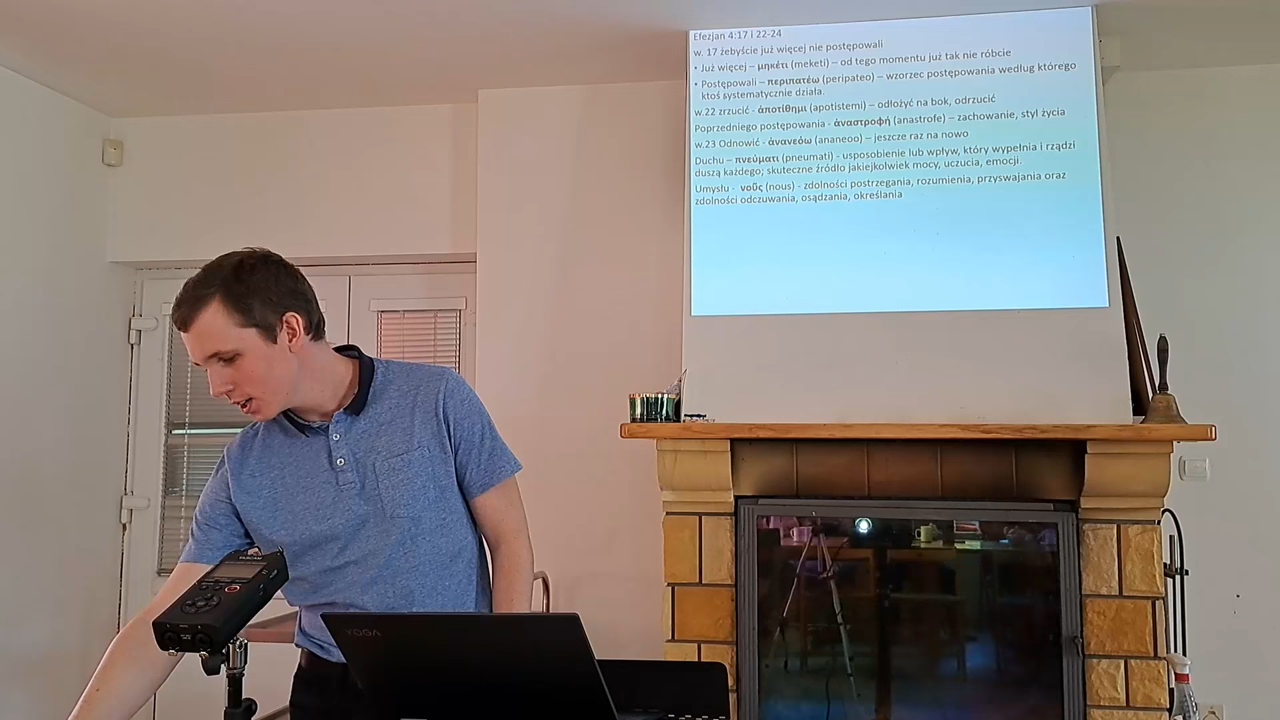 Efezjan 4:17 i 22-24
w. 17 żebyście już więcej nie postępowali
• Już więcej – μηκέτι (meketi) – od tego momentu już tak nie róbcie
• Postępowali – περιπατέω (peripateo) – wzorzec postępowania według którego
ktoś systematycznie działa.
w.22 zrzucić - ἀποτίθημι (apotistemi) – odłożyć na bok, odrzucić
Poprzedniego postępowania - ἀναστροφή (anastrofe) – zachowanie, styl życia
w.23 Odnowić - ἀνανεόω (ananeoo) – jeszcze raz na nowo
Duchu – πνεύματι (pneumati) - usposobienie lub wpływ, który wypełnia i rządzi
duszą każdego; skuteczne źródło jakiejkolwiek mocy, uczucia, emocji.
Umysłu - νοῦς (nous) - zdolności postrzegania, rozumienia, przyswajania oraz
zdolności odczuwania, osądzania, określania
TASCAM
YOGA